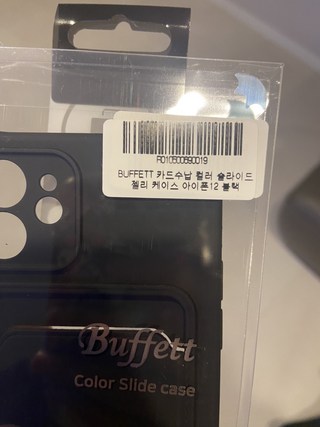 A010500890019
BUFFETT 카드수납 컬러 슬라이드
젤리 케이스 아이폰12 블랙
Buffett
Color Slide case